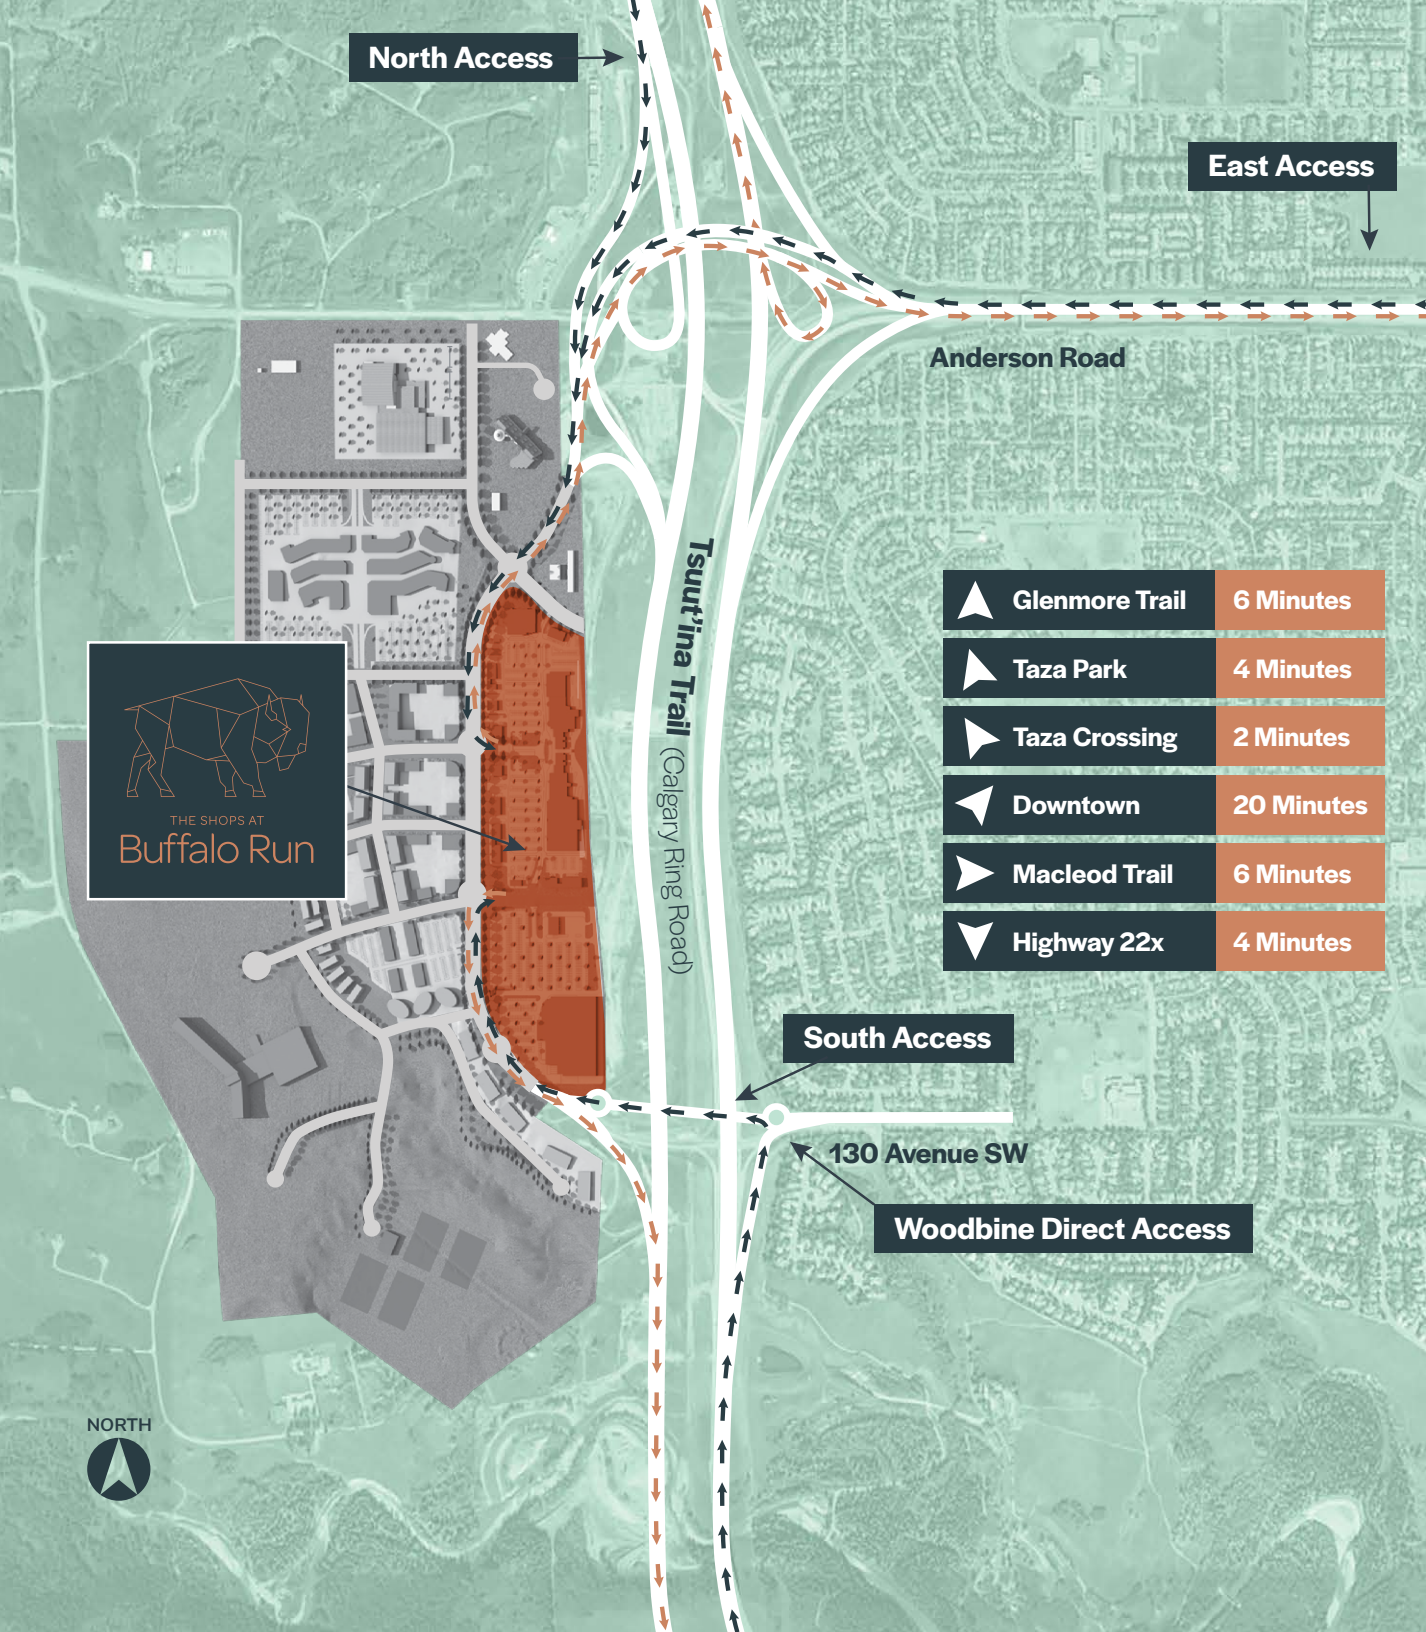 North Access
East Access
Anderson Road
Tsuut'ina Trail (Calgary Ring Road)
Glenmore Trail 6 Minutes
Taza Park 4 Minutes
Taza Crossing 2 Minutes
Downtown 20 Minutes
Macleod Trail 6 Minutes
Highway 22x 4 Minutes
THE SHOPS AT
Buffalo Run
South Access
130 Avenue SW
Woodbine Direct Access
NORTH